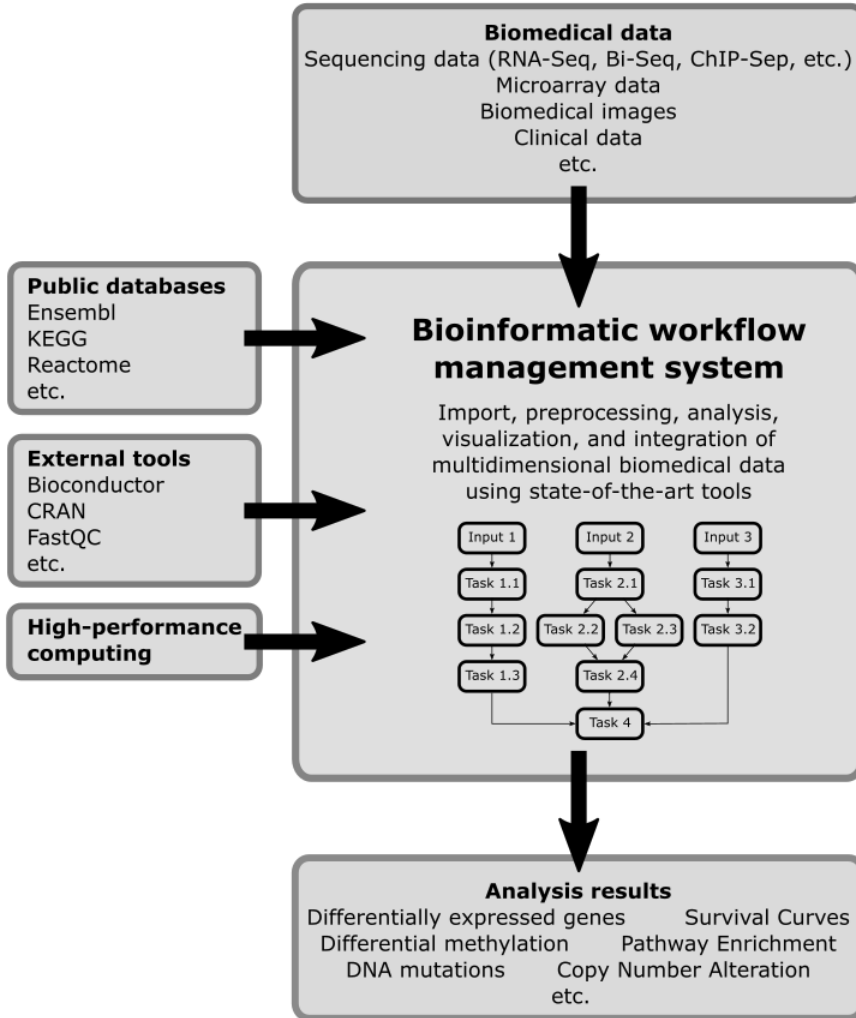 Biomedical data
Sequencing data (RNA-Seq, Bi-Seq, ChIP-Sep, etc.)
Microarray data
Biomedical images
Clinical data
etc.
Public databases
Ensembl
KEGG
Reactome
etc.
External tools
Bioconductor
CRAN
FastQC
etc.
High-performance
computing
Bioinformatic workflow
management system
Import, preprocessing, analysis,
visualization, and integration of
multidimensional biomedical data
using state-of-the-art tools
Input 1 Input 2 Input 3
Task 1.1 Task 2.1 Task 3.1
Task 1.2 Task 2.2 Task 2.3 Task 3.2
Task 1.3 Task 2.4
Task 4
Analysis results
Differentially expressed genes Survival Curves
Differential methylation Pathway Enrichment
DNA mutations Copy Number Alteration
etc.